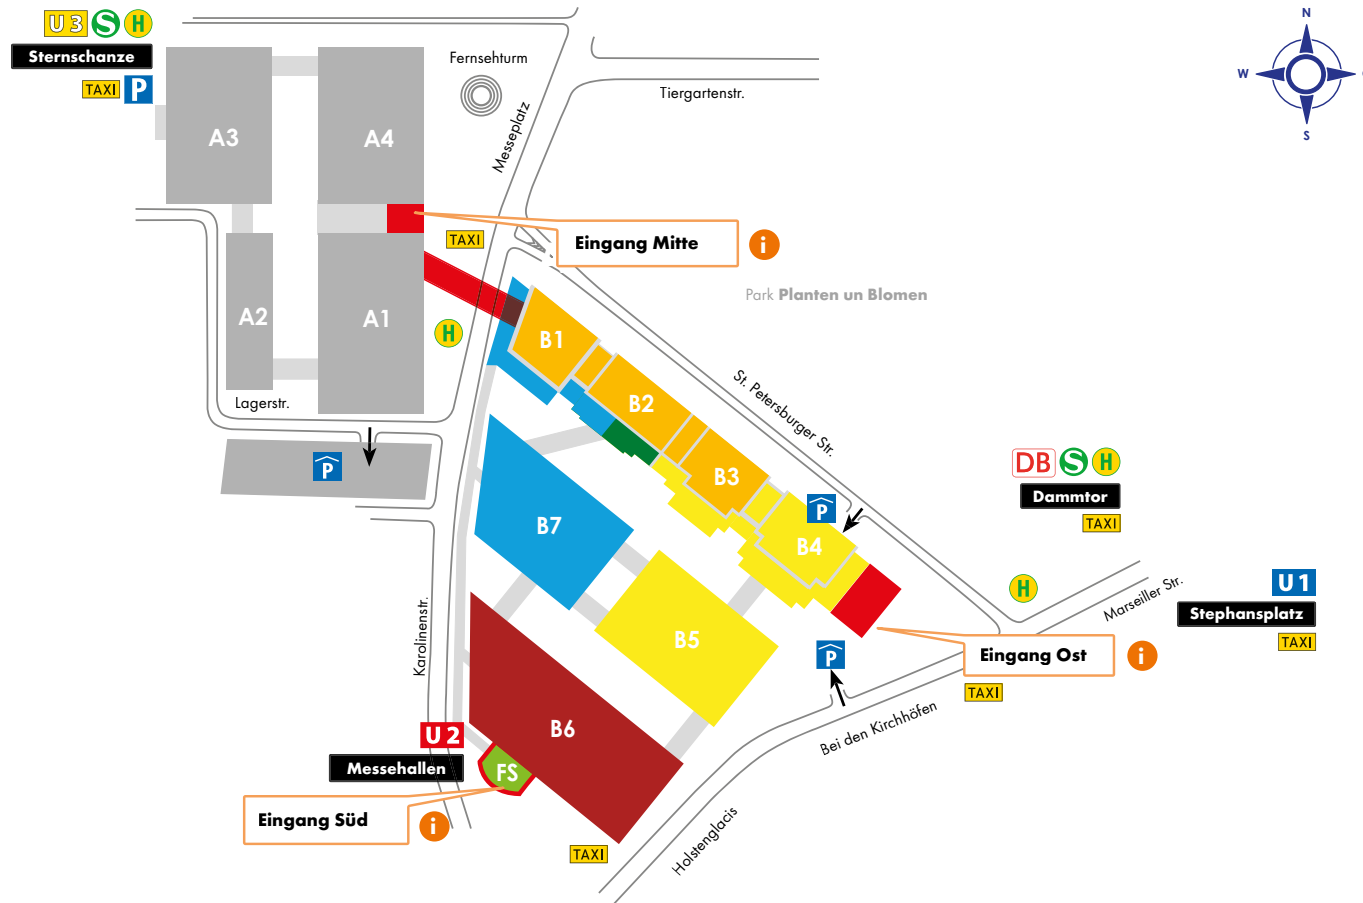 U3 S H
Sternschanze
TAXI P
Fernsehturm
Messeplatz
Tiergartenstr.
N
W
S
A3
A4
TAXI
Eingang Mitte
i
Park Planten un Blomen
A2
A1
H
B1
Lagerstr.
B2
St. Petersburger Str.
P
B3
DB S H
Dammtor
TAXI
P
B7
B4
H
Marseiller Str.
U1
Stephansplatz
TAXI
Karolinenstr.
B5
P
Eingang Ost
i
TAXI
Bei den Kirchhöfen
B6
U2
Messehallen
FS
Eingang Süd
i
TAXI
Holstenglacis